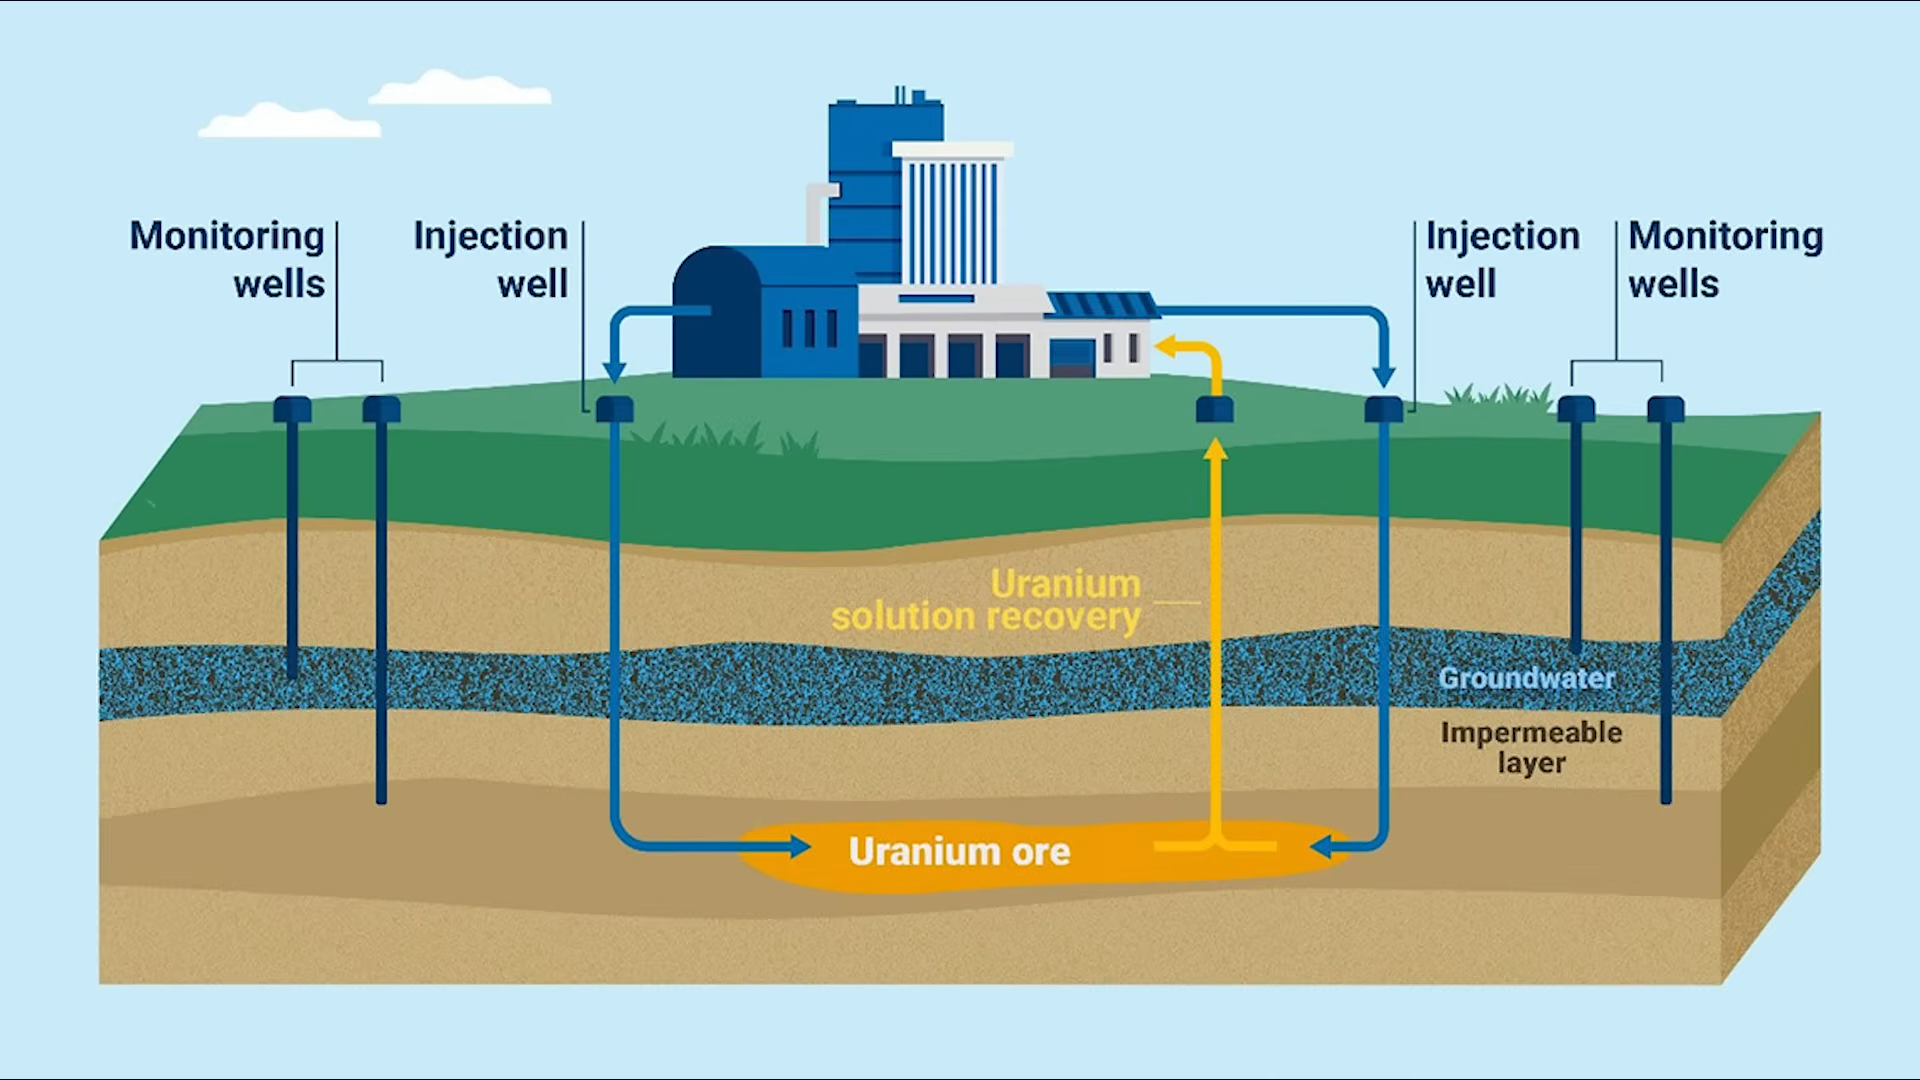 Monitoring
wells
Injection
well
Injection
well
Monitoring
wells
Uranium
solution recovery
Groundwater
Impermeable
layer
Uranium ore